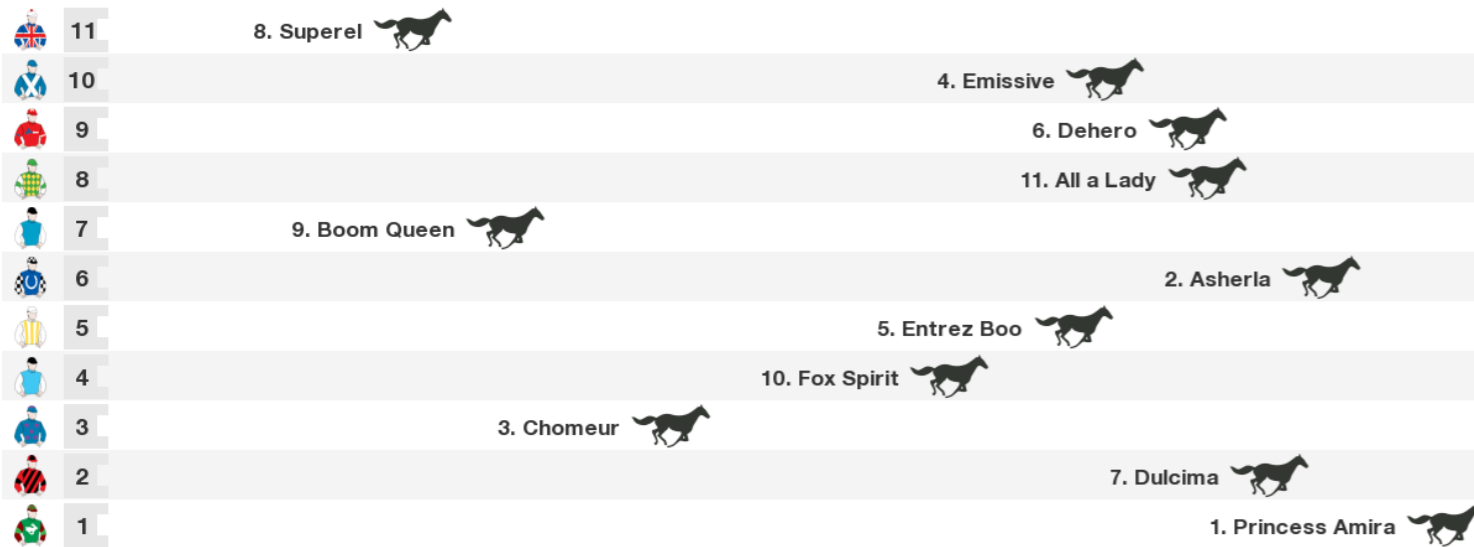 11 8. Superel
10 4. Emissive
9 6. Dehero
8 11. All a Lady
7 9. Boom Queen
6 2. Asherla
5 5. Entrez Boo
4 10. Fox Spirit
3 3. Chomeur
2 7. Dulcima
1 1. Princess Amira